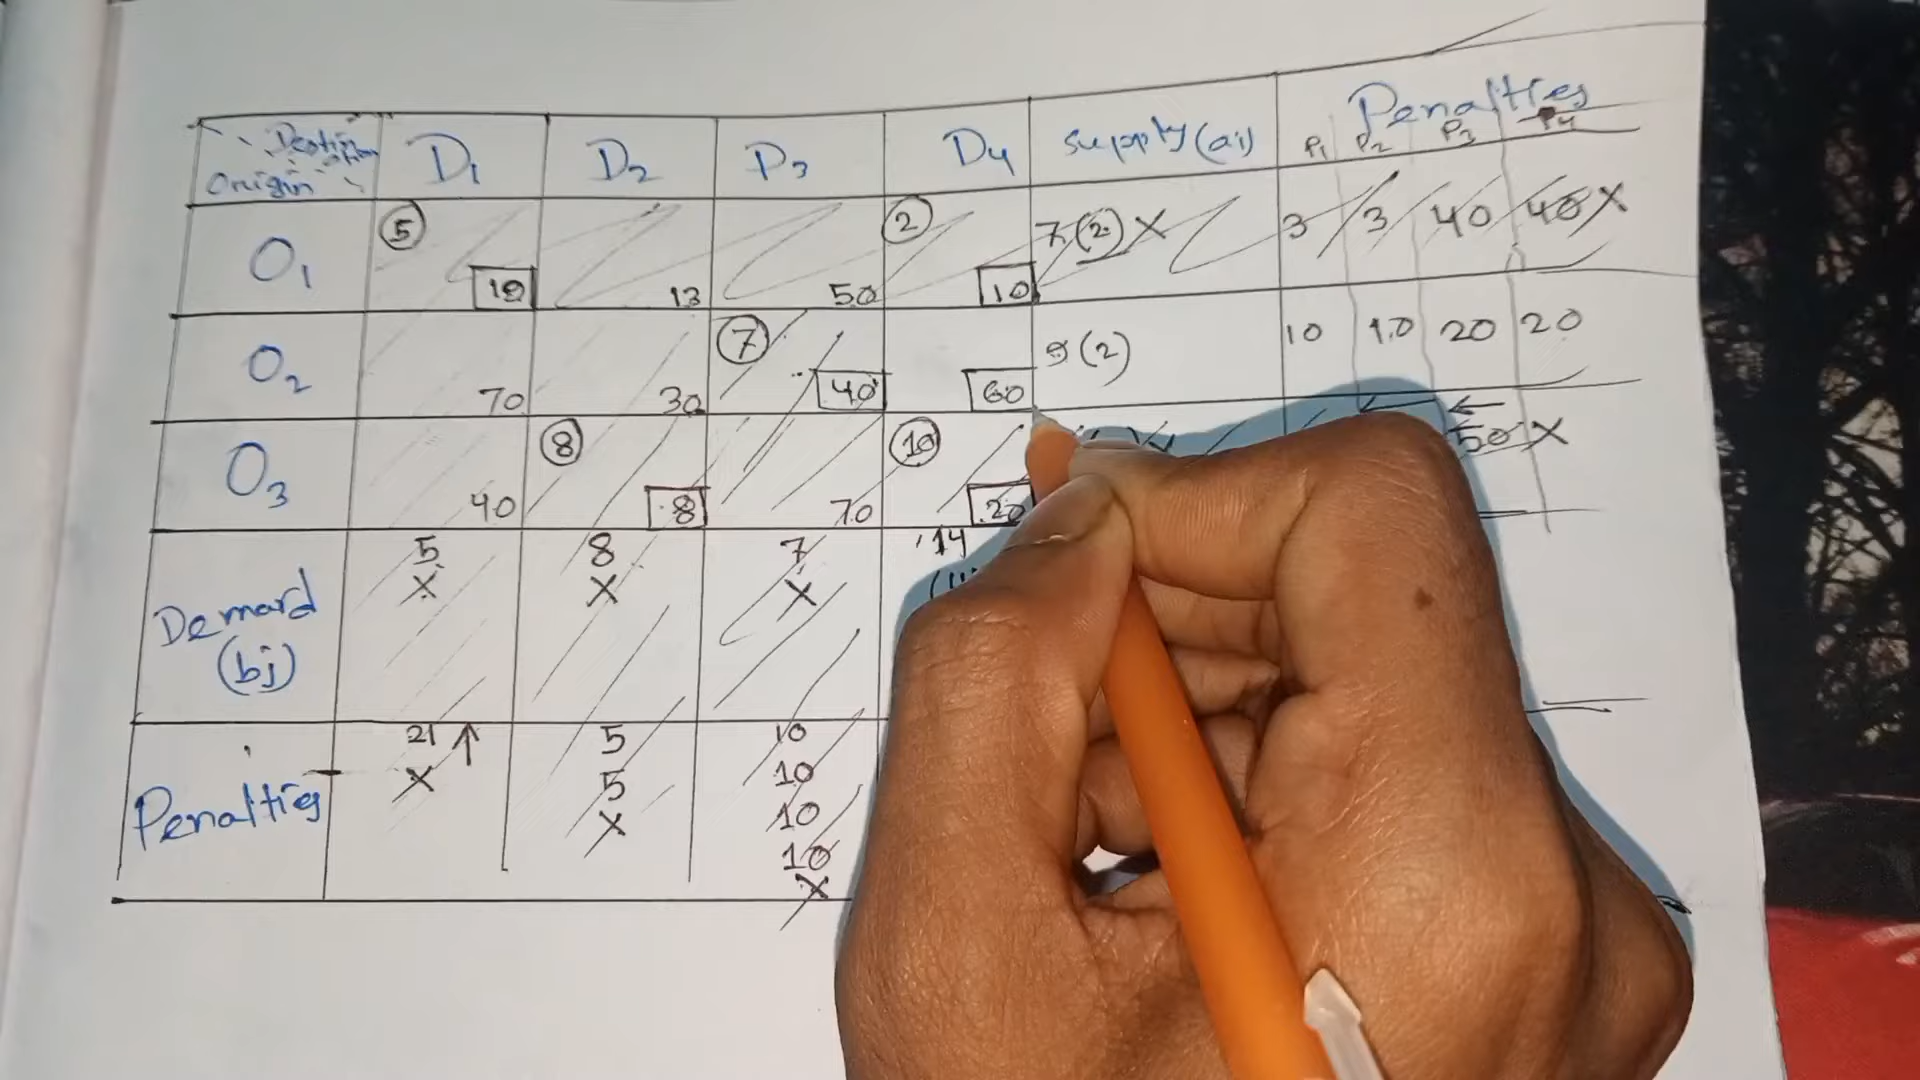 Penalties
Destination
Origin
D1 D2 D3 D4 supply(ai) P1 P2 P3 P4
O1 5 2 7 (2) X 3 3 40 40 X
19 13 50 10
O2 7 9 (2) 10 10 20 20
70 30 40 60
O3 8 10 50 X
40 8 70 20
Demard (bj) 5 8 7 14
X X X
Penalties 21 ↑ 5 10
X 5 10
X 10
10
X